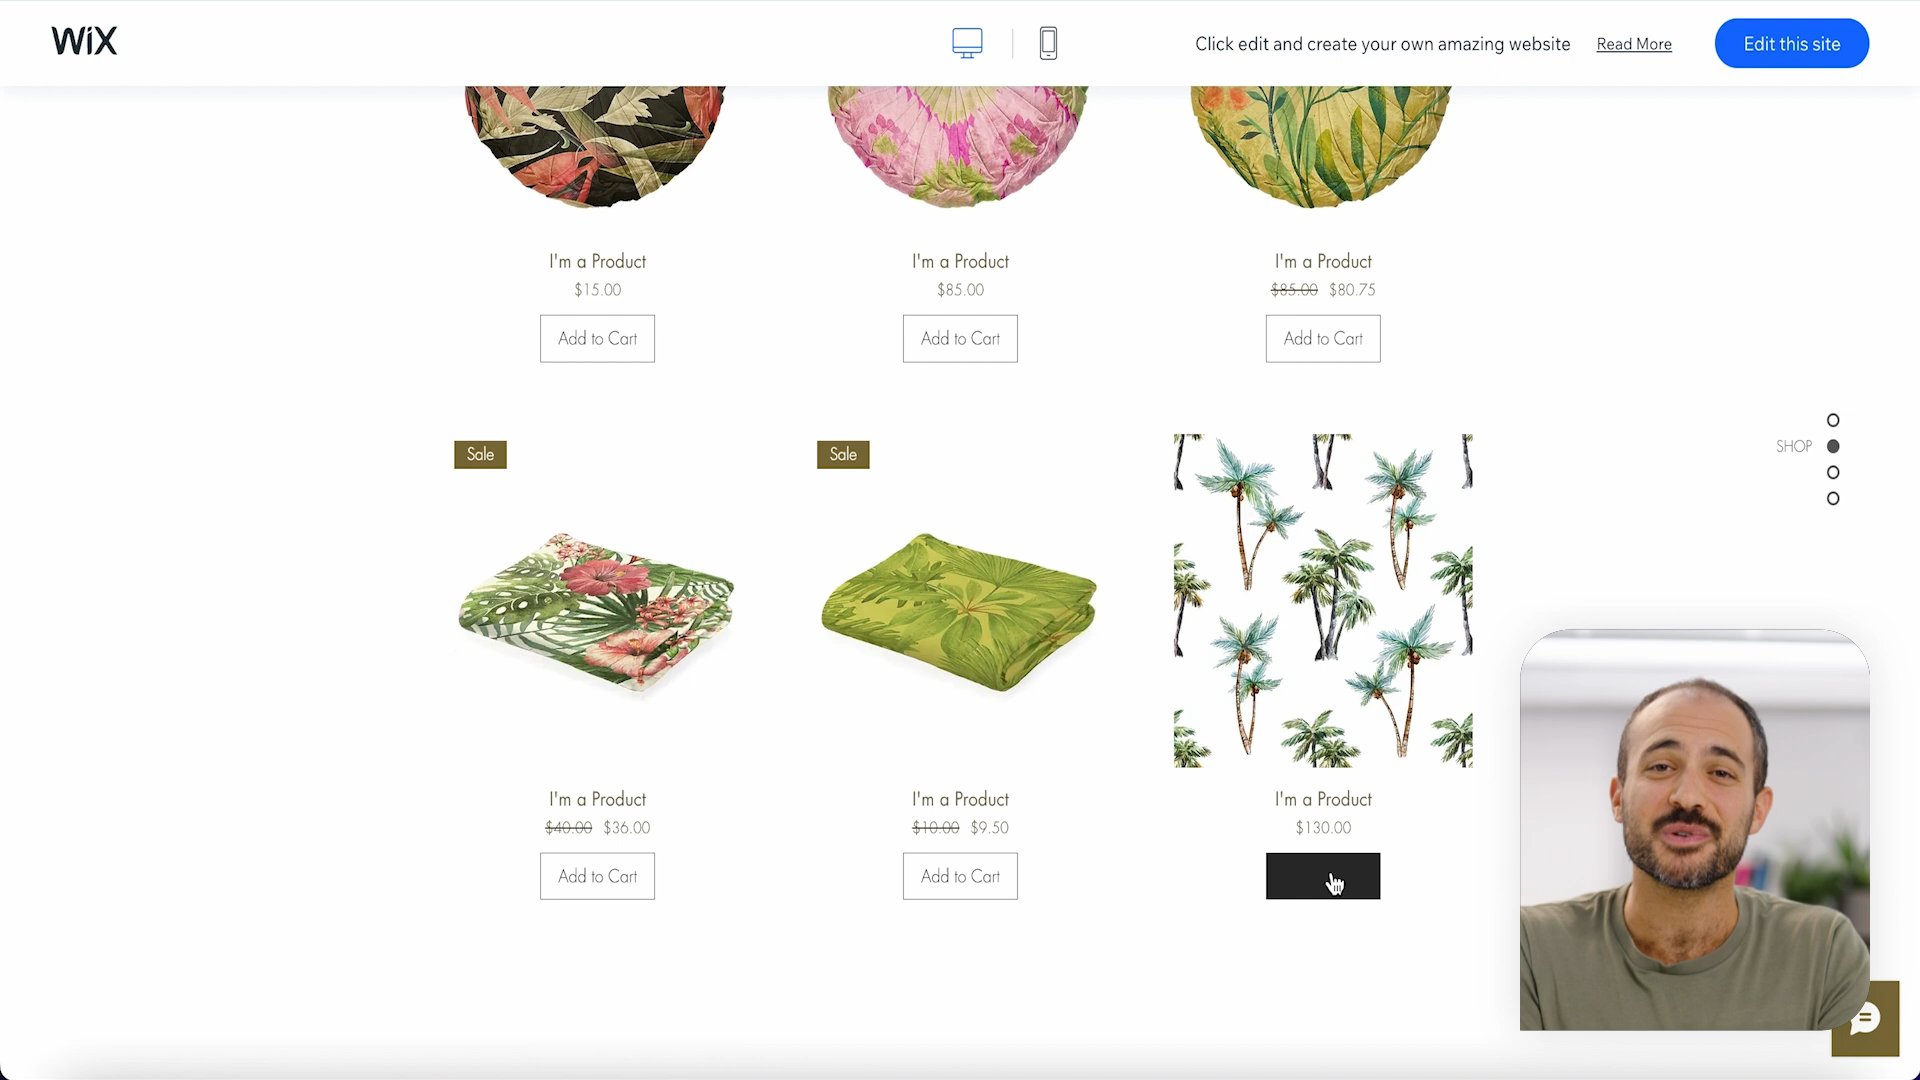 WiX
Click edit and create your own amazing website
Read More
Edit this site
I'm a Product
$15.00
Add to Cart
I'm a Product
$85.00
Add to Cart
I'm a Product
$85.00 $80.75
Add to Cart
SHOP
Sale
I'm a Product
$40.00 $36.00
Add to Cart
Sale
I'm a Product
$10.00 $9.50
Add to Cart
I'm a Product
$130.00